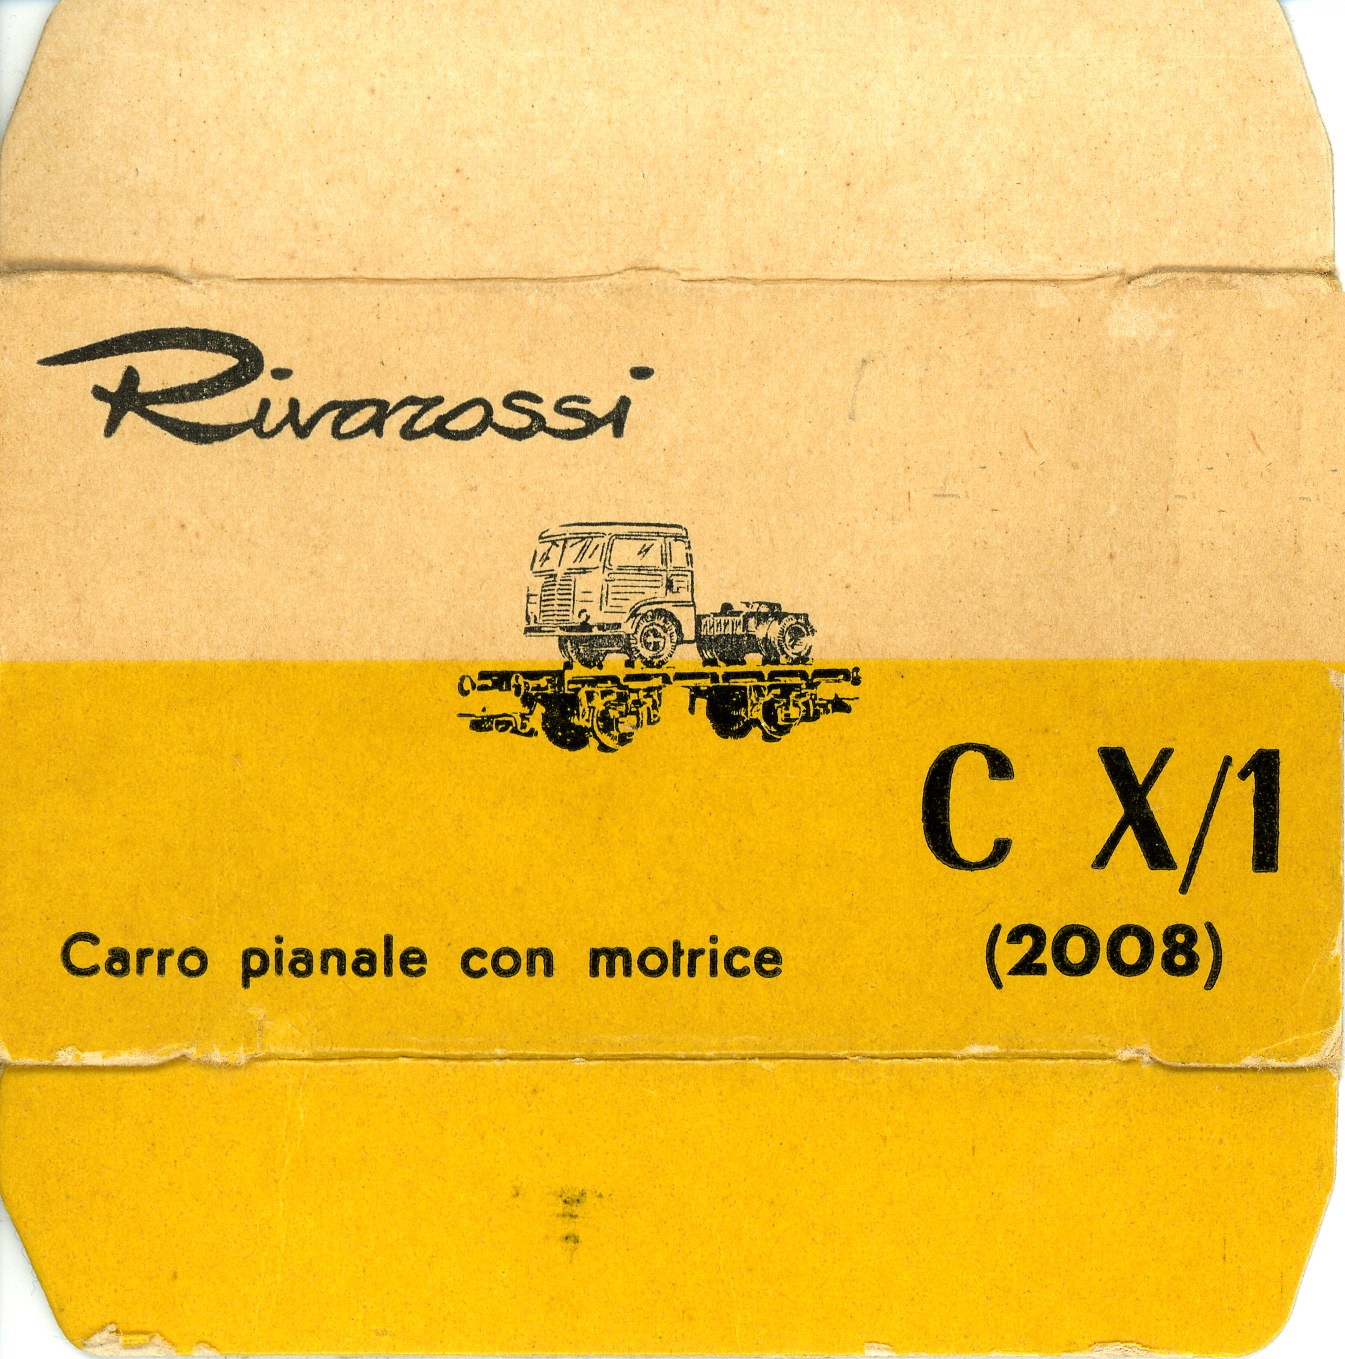 Rivarossi
C X/1
Carro pianale con motrice
(2008)